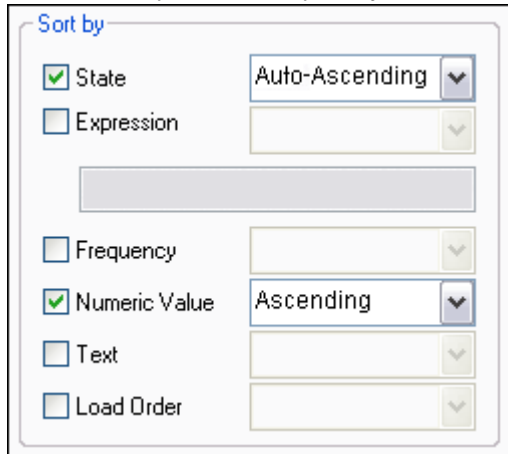 Sort by
State Auto-Ascending
Expression
Frequency
Numeric Value Ascending
Text
Load Order